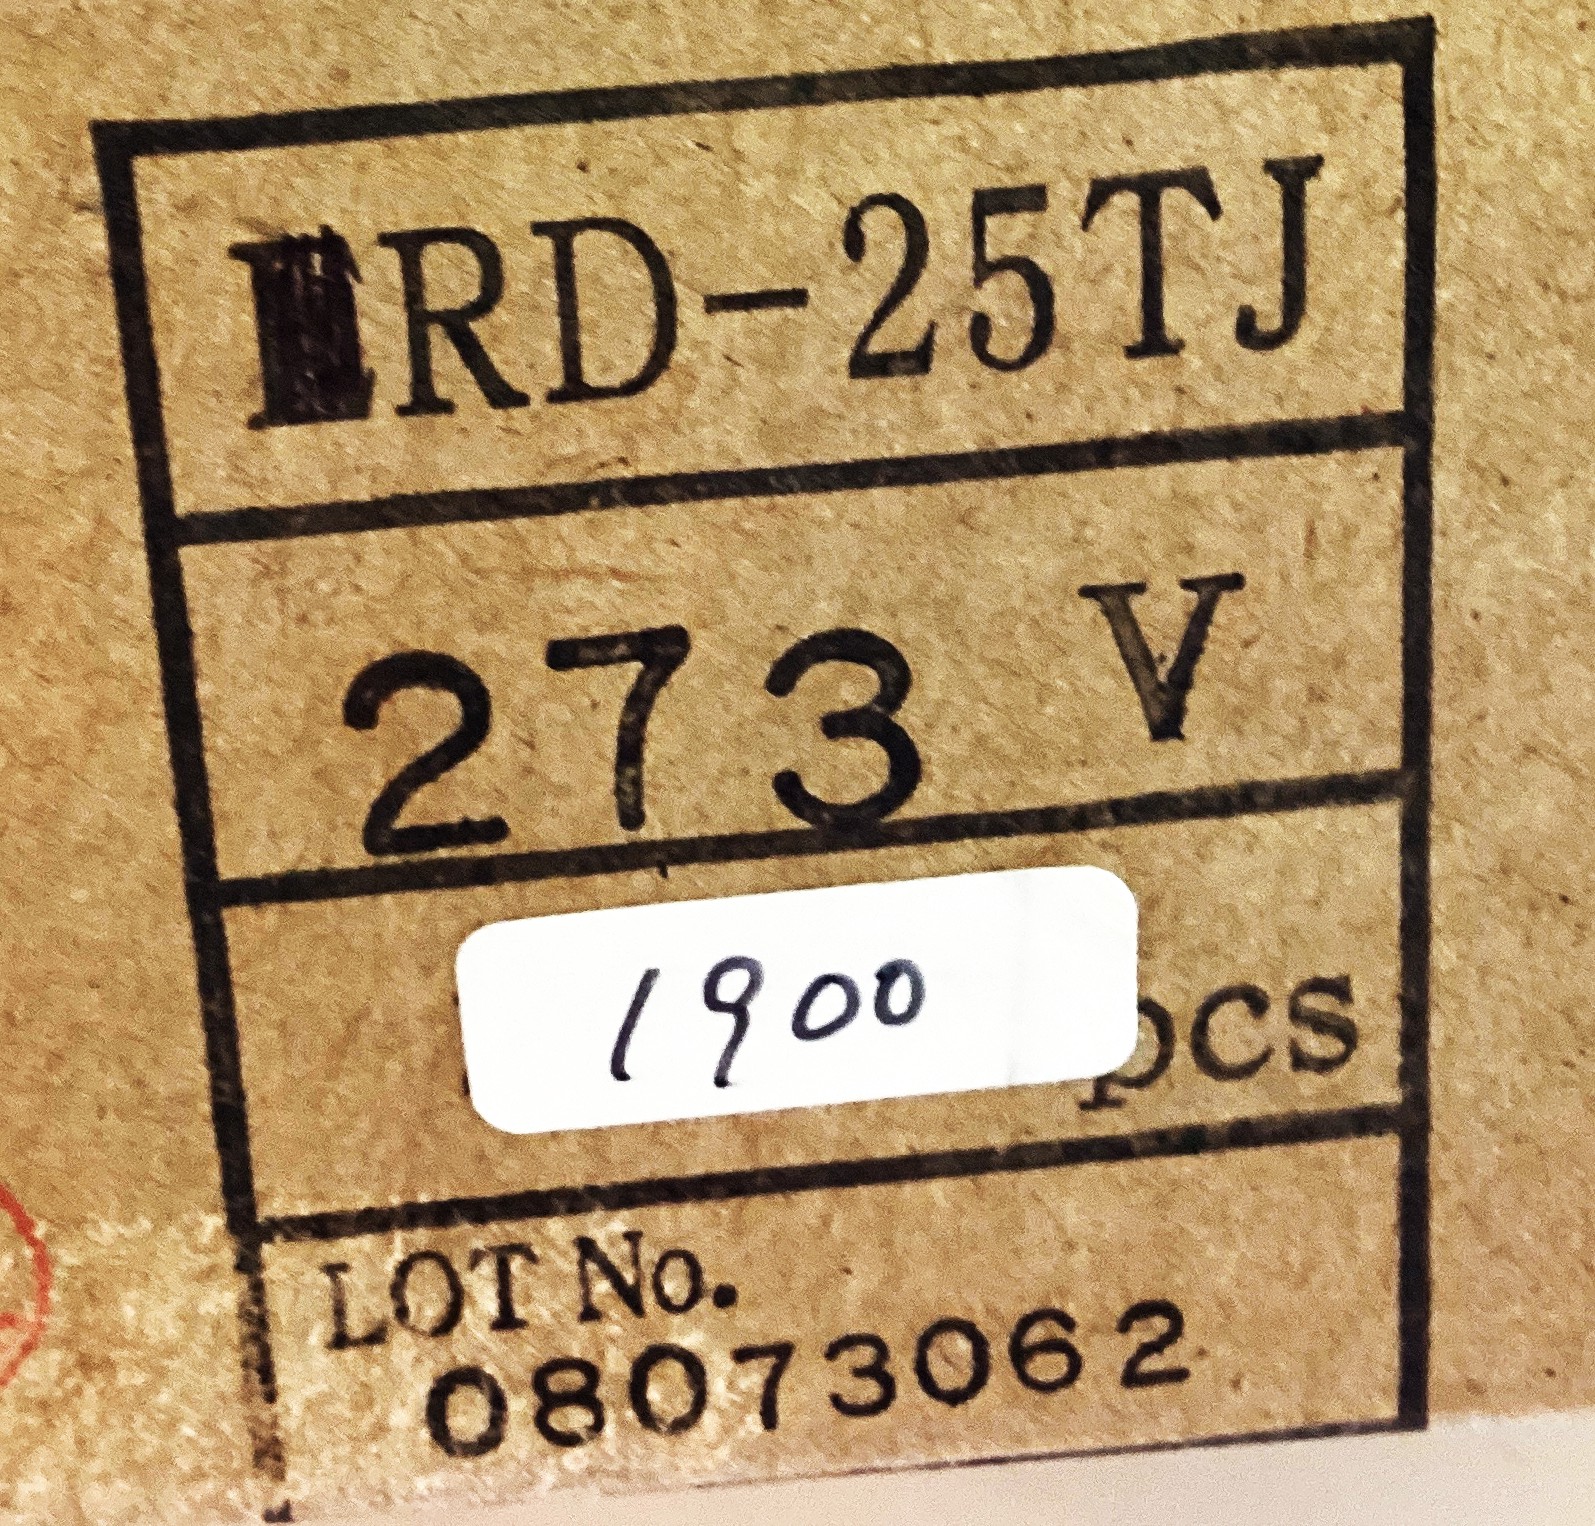 RD-25TJ
273 V
1900 pcs
LOT No.
08073062